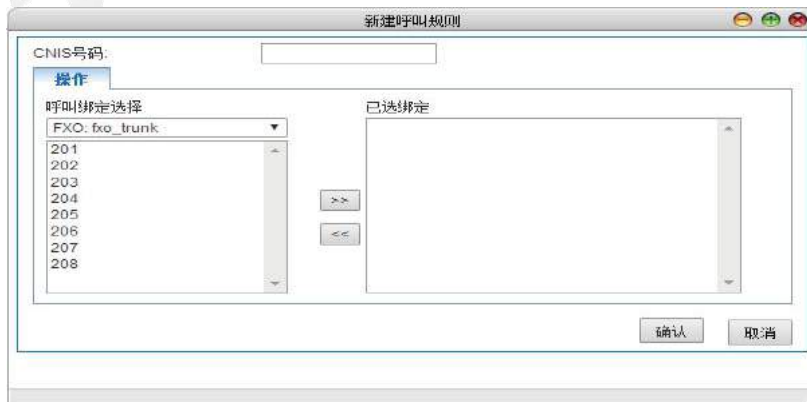 新建呼叫规则
CNIS号码:
操作
呼叫绑定选择
已选绑定
FXO: fxo_trunk
201
202
203
204
205
206
207
208
>>
<<
确认
取消